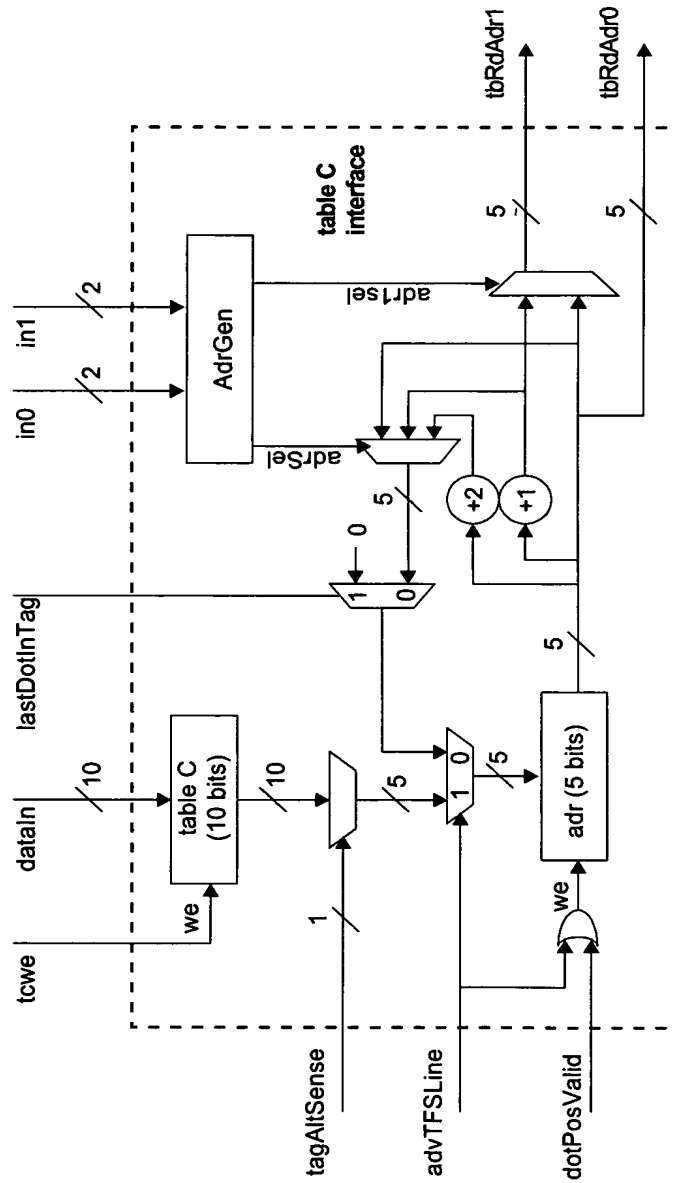 tcwe
dataIn
lastDotInTag
in0
in1
10
2
2
we
table C
(10 bits)
AdrGen
table C
interface
10
0
adrSel
adr1sel
1
0
5
tagAltSense
1
5
advTFSLine
1
0
5
+2
+1
5
tbRdAdr1
dotPosValid
we
adr (5 bits)
5
5
tbRdAdr0